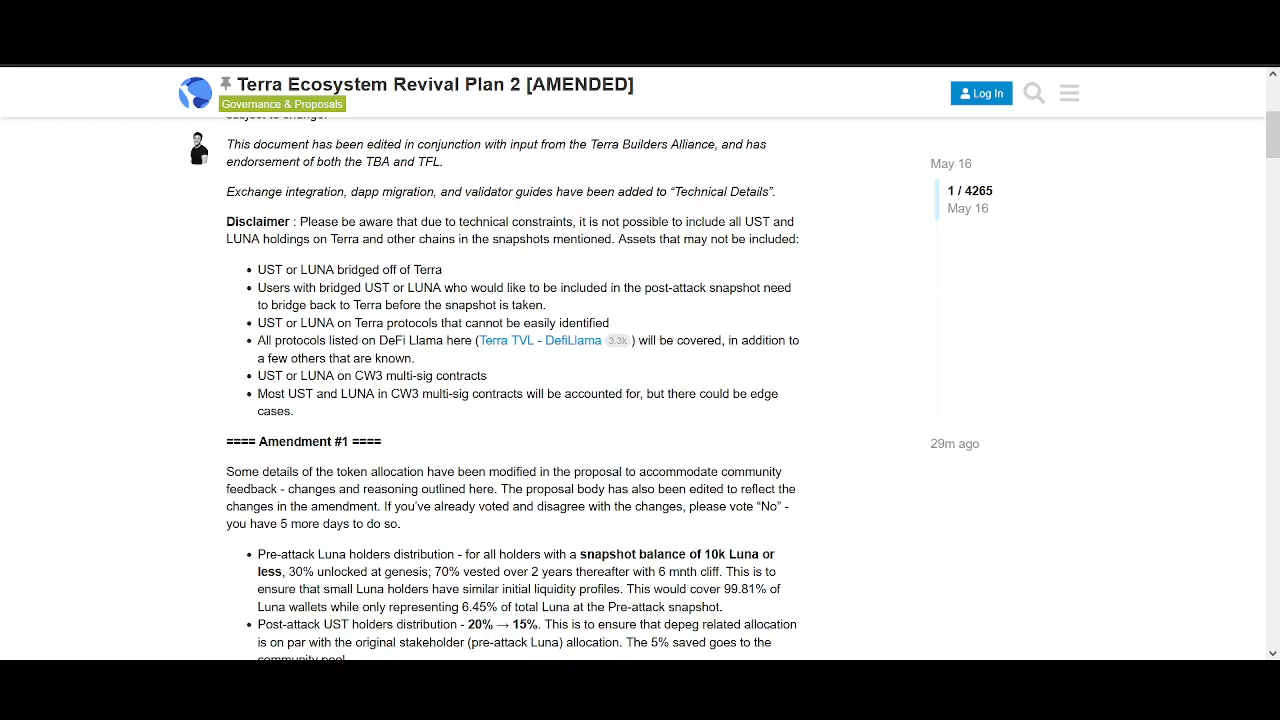 Terra Ecosystem Revival Plan 2 [AMENDED]
Governance & Proposals
Log In
subject to change.
This document has been edited in conjunction with input from the Terra Builders Alliance, and has
endorsement of both the TBA and TFL.
Exchange integration, dapp migration, and validator guides have been added to “Technical Details”.
Disclaimer : Please be aware that due to technical constraints, it is not possible to include all UST and
LUNA holdings on Terra and other chains in the snapshots mentioned. Assets that may not be included:
UST or LUNA bridged off of Terra
Users with bridged UST or LUNA who would like to be included in the post-attack snapshot need
to bridge back to Terra before the snapshot is taken.
UST or LUNA on Terra protocols that cannot be easily identified
All protocols listed on DeFi Llama here (Terra TVL - DefiLlama 3.3k ) will be covered, in addition to
a few others that are known.
UST or LUNA on CW3 multi-sig contracts
Most UST and LUNA in CW3 multi-sig contracts will be accounted for, but there could be edge
cases.
==== Amendment #1 ====
Some details of the token allocation have been modified in the proposal to accommodate community
feedback - changes and reasoning outlined here. The proposal body has also been edited to reflect the
changes in the amendment. If you’ve already voted and disagree with the changes, please vote “No” -
you have 5 more days to do so.
Pre-attack Luna holders distribution - for all holders with a snapshot balance of 10k Luna or
less, 30% unlocked at genesis; 70% vested over 2 years thereafter with 6 mnth cliff. This is to
ensure that small Luna holders have similar initial liquidity profiles. This would cover 99.81% of
Luna wallets while only representing 6.45% of total Luna at the Pre-attack snapshot.
Post-attack UST holders distribution - 20% → 15%. This is to ensure that depeg related allocation
is on par with the original stakeholder (pre-attack Luna) allocation. The 5% saved goes to the
community pool
May 16
1 / 4265
May 16
29m ago